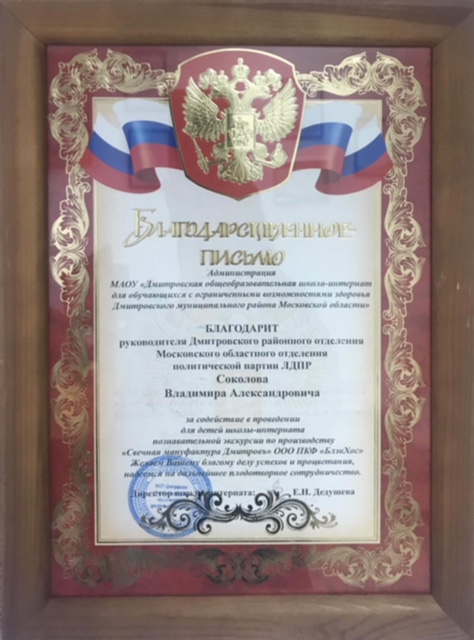 Благодарственное
письмо
Администрация
МАОУ «Дмитровская общеобразовательная школа-интернат
для обучающихся с ограниченными возможностями здоровья
Дмитровского муниципального района Московской области»
БЛАГОДАРИТ
руководителя Дмитровского районного отделения
Московского областного отделения
политической партии ЛДПР
Соколова
Владимира Александровича
за содействие в проведении
для детей школы-интерната
познавательной экскурсии по производству
«Свечная мануфактура Дмитровъ» ООО ПКФ «БлэкХос»
Желаем Вашему благому делу успехов и процветания,
надеемся на дальнейшее плодотворное сотрудничество.
Директор школы-интерната: Е.Н. Дедушева